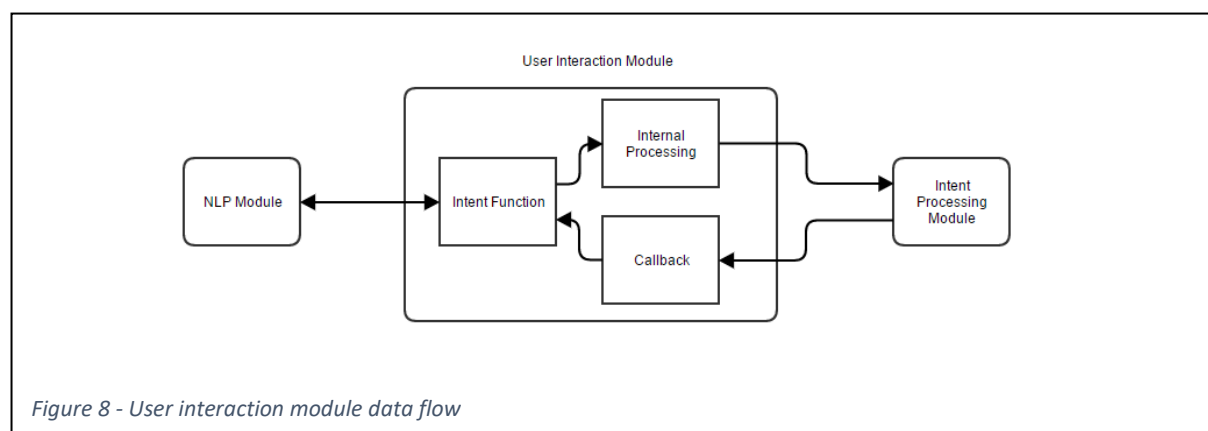 User Interaction Module
Internal
Processing
NLP Module
Intent Function
Intent
Processing
Module
Callback
Figure 8 - User interaction module data flow